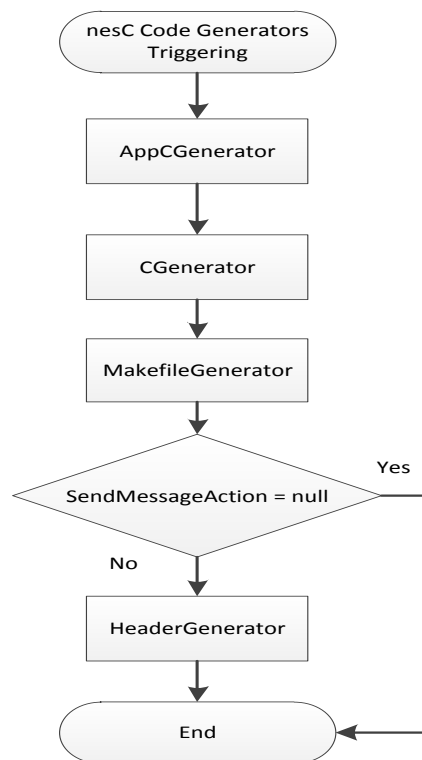 nesC Code Generators
Triggering
AppCGenerator
CGenerator
MakefileGenerator
Yes
SendMessageAction = null
No
HeaderGenerator
End